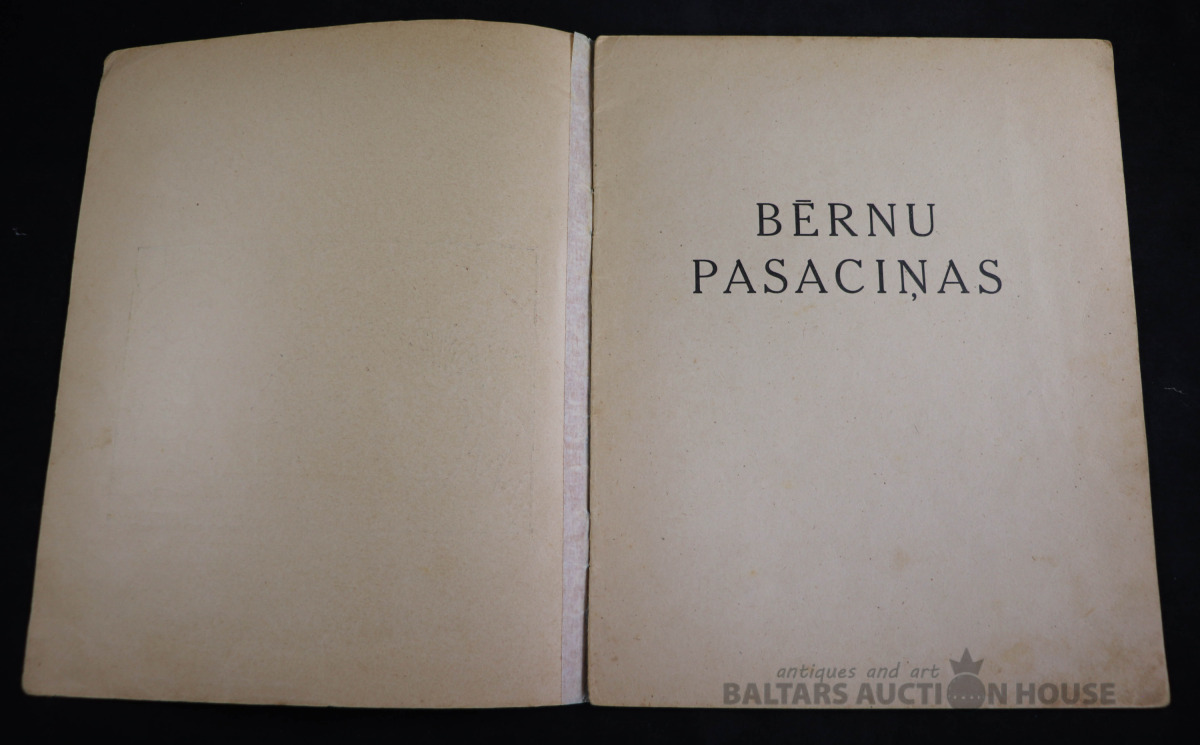 BĒRNU
PASACIŅAS
antiques and art
BALTARS AUCTION HOUSE